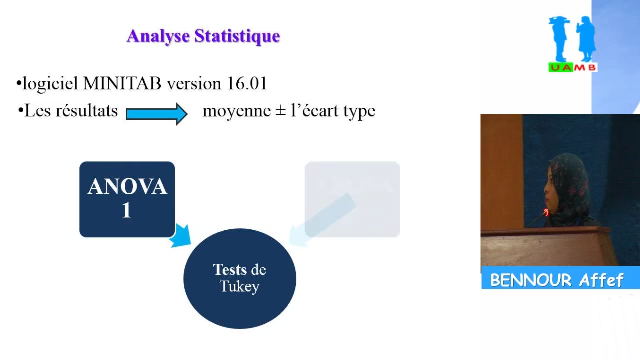 Analyse Statistique
UAMB
•logiciel MINITAB version 16.01
•Les résultats moyenne ± l’écart type
ANOVA
1
Tests de
Tukey
BENNOUR Affef